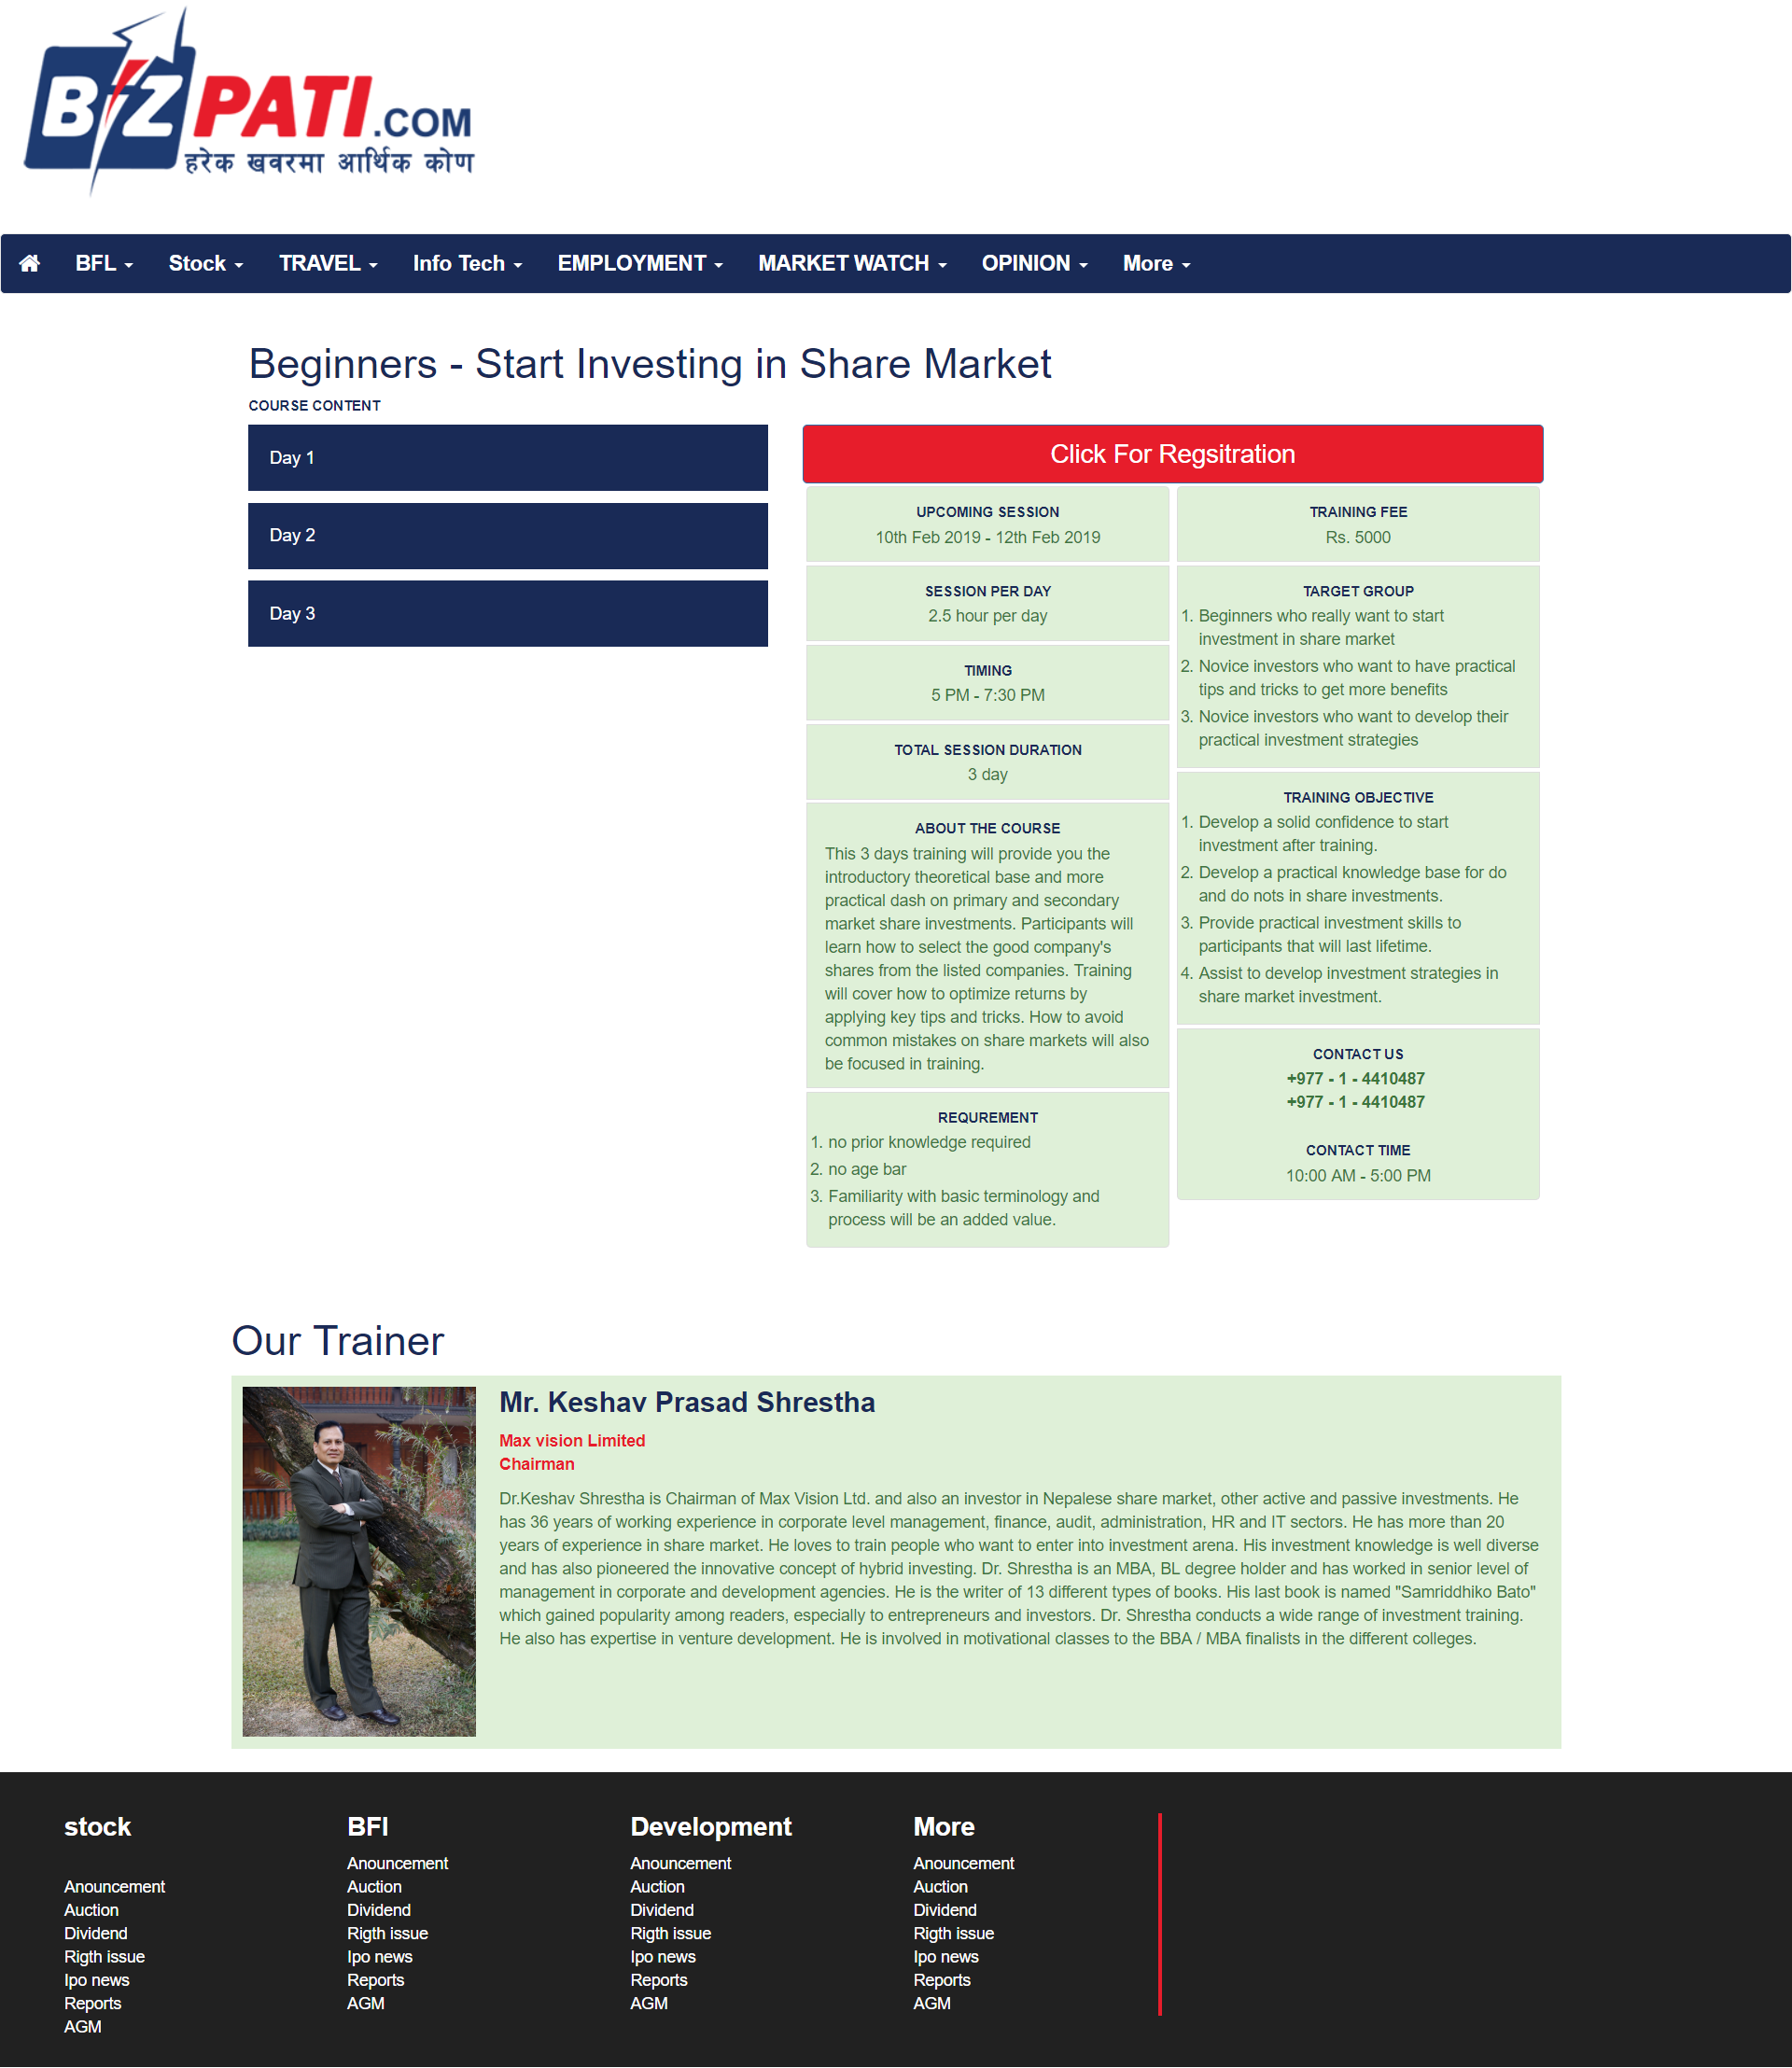 BIZPATI.COM
हरेक खवरमा आर्थिक कोण
BFL
Stock
TRAVEL
Info Tech
EMPLOYMENT
MARKET WATCH
OPINION
More
Beginners - Start Investing in Share Market
COURSE CONTENT
Day 1
Day 2
Day 3
Click For Regsitration
UPCOMING SESSION
10th Feb 2019 - 12th Feb 2019
SESSION PER DAY
2.5 hour per day
TIMING
5 PM - 7:30 PM
TOTAL SESSION DURATION
3 day
ABOUT THE COURSE
This 3 days training will provide you the
introductory theoretical base and more
practical dash on primary and secondary
market share investments. Participants will
learn how to select the good company's
shares from the listed companies. Training
will cover how to optimize returns by
applying key tips and tricks. How to avoid
common mistakes on share markets will also
be focused in training.
REQUREMENT
1. no prior knowledge required
2. no age bar
3. Familiarity with basic terminology and
process will be an added value.
TRAINING FEE
Rs. 5000
TARGET GROUP
1. Beginners who really want to start
investment in share market
2. Novice investors who want to have practical
tips and tricks to get more benefits
3. Novice investors who want to develop their
practical investment strategies
TRAINING OBJECTIVE
1. Develop a solid confidence to start
investment after training.
2. Develop a practical knowledge base for do
and do nots in share investments.
3. Provide practical investment skills to
participants that will last lifetime.
4. Assist to develop investment strategies in
share market investment.
CONTACT US
+977 - 1 - 4410487
+977 - 1 - 4410487
CONTACT TIME
10:00 AM - 5:00 PM
Our Trainer
Mr. Keshav Prasad Shrestha
Max vision Limited
Chairman
Dr.Keshav Shrestha is Chairman of Max Vision Ltd. and also an investor in Nepalese share market, other active and passive investments. He
has 36 years of working experience in corporate level management, finance, audit, administration, HR and IT sectors. He has more than 20
years of experience in share market. He loves to train people who want to enter into investment arena. His investment knowledge is well diverse
and has also pioneered the innovative concept of hybrid investing. Dr. Shrestha is an MBA, BL degree holder and has worked in senior level of
management in corporate and development agencies. He is the writer of 13 different types of books. His last book is named "Samriddhiko Bato"
which gained popularity among readers, especially to entrepreneurs and investors. Dr. Shrestha conducts a wide range of investment training.
He also has expertise in venture development. He is involved in motivational classes to the BBA / MBA finalists in the different colleges.
stock
Anouncement
Auction
Dividend
Rigth issue
Ipo news
Reports
AGM
BFI
Anouncement
Auction
Dividend
Rigth issue
Ipo news
Reports
AGM
Development
Anouncement
Auction
Dividend
Rigth issue
Ipo news
Reports
AGM
More
Anouncement
Auction
Dividend
Rigth issue
Ipo news
Reports
AGM